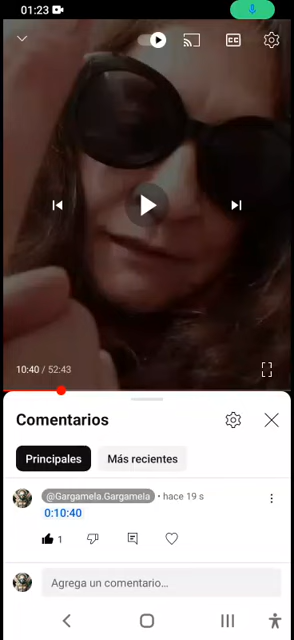 01:23
CC
10:40 / 52:43
Comentarios
Principales
Más recientes
@Gargamela.Gargamela • hace 19 s
0:10:40
1
Agrega un comentario...